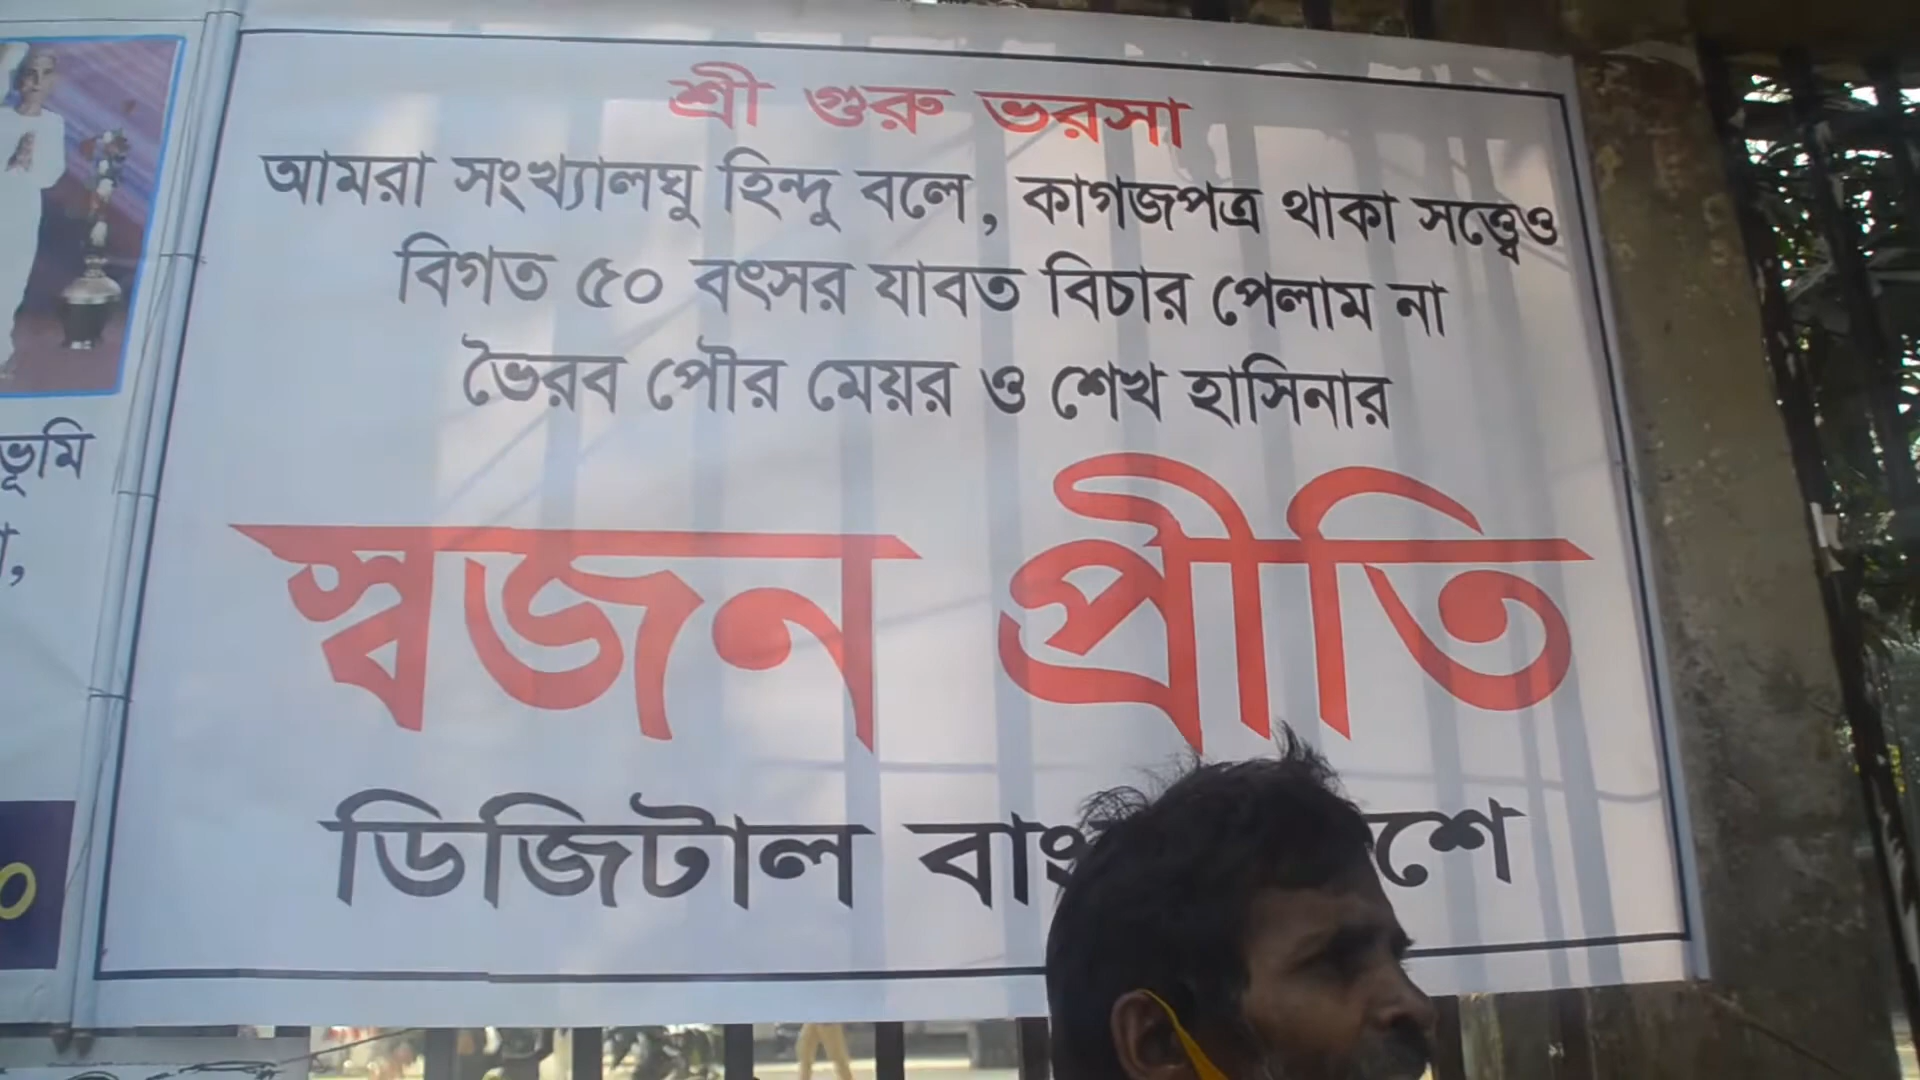 শ্রী গুরু ভরসা
আমরা সংখ্যালঘু হিন্দু বলে, কাগজপত্র থাকা সত্ত্বেও
বিগত ৫০ বৎসর যাবত বিচার পেলাম না
ভৈরব পৌর মেয়র ও শেখ হাসিনার
স্বজন প্রীতি
ডিজিটাল
ভূমি